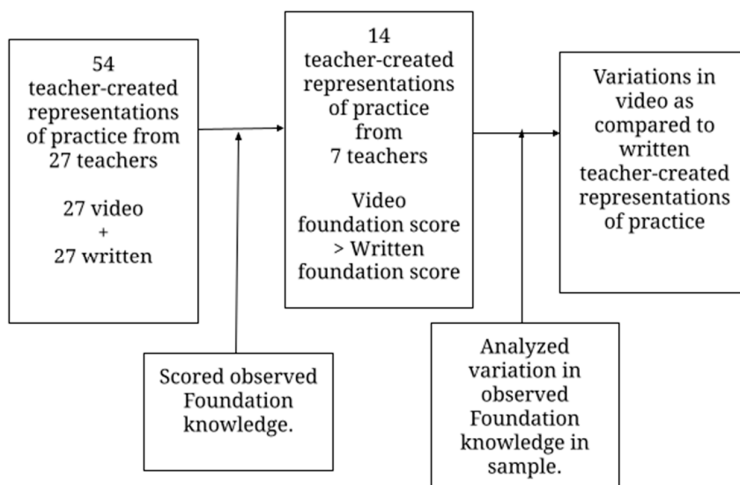 54
teacher-created
representations
of practice from
27 teachers
27 video
+
27 written
14
teacher-created
representations
of practice
from
7 teachers
Video
foundation score
> Written
foundation score
Variations in
video as
compared to
written
teacher-created
representations
of practice
Scored observed
Foundation
knowledge.
Analyzed
variation in
observed
Foundation
knowledge in
sample.